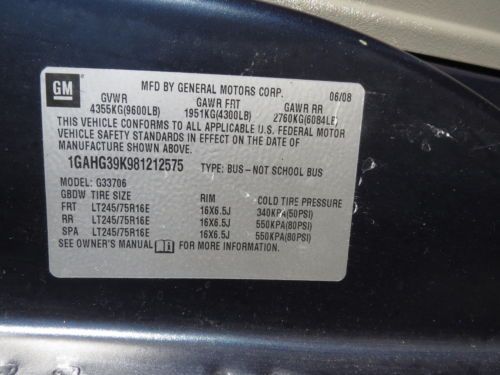 GM
MFD BY GENERAL MOTORS CORP. 06/08
GVWR GAWR FRT GAWR RR
4355KG(9600LB) 1951KG(4300LB) 2760KG(6084LB)
THIS VEHICLE CONFORMS TO ALL APPLICABLE U.S. FEDERAL MOTOR
VEHICLE SAFETY STANDARDS IN EFFECT ON THE DATE OF
MANUFACTURE SHOWN ABOVE.
1GAHG39K981212575 TYPE: BUS - NOT SCHOOL BUS
MODEL: G33706
GBDW TIRE SIZE RIM COLD TIRE PRESSURE
FRT LT245/75R16E 16X6.5J 340KPA(50PSI)
RR LT245/75R16E 16X6.5J 550KPA(80PSI)
SPA LT245/75R16E 16X6.5J 550KPA(80PSI)
SEE OWNER'S MANUAL FOR MORE INFORMATION.